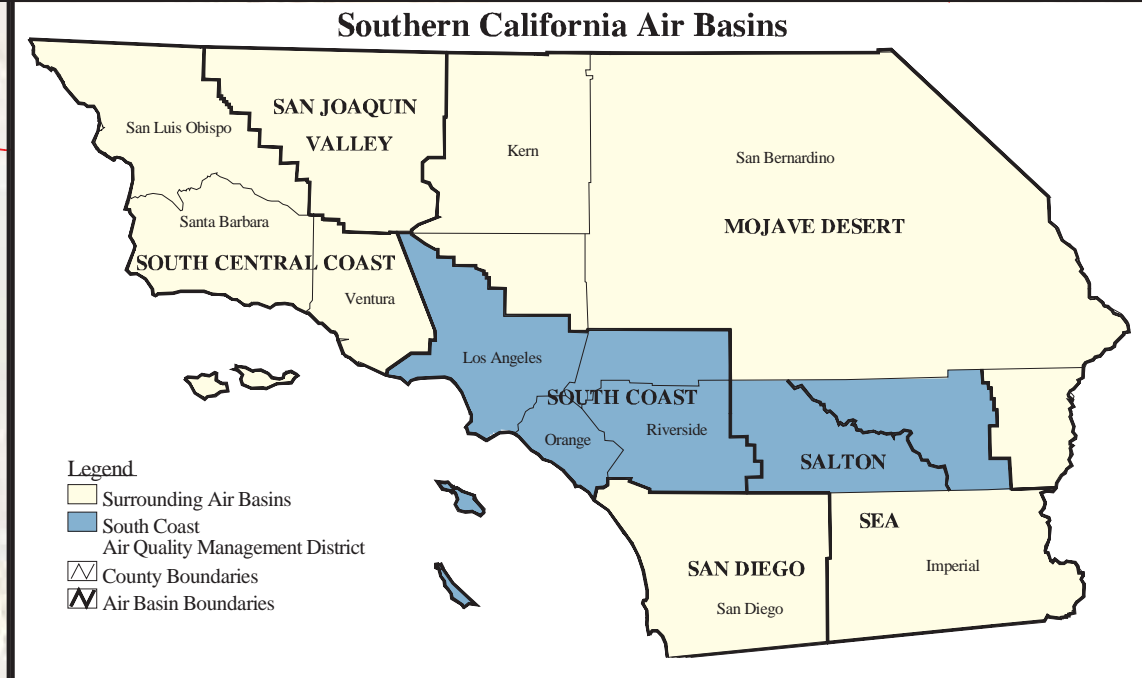 Southern California Air Basins
SAN JOAQUIN
VALLEY
San Luis Obispo
Kern
San Bernardino
Santa Barbara
MOJAVE DESERT
SOUTH CENTRAL COAST
Ventura
Los Angeles
SOUTH COAST
Orange
Riverside
SALTON
SEA
SAN DIEGO
San Diego
Imperial
Legend
Surrounding Air Basins
South Coast
Air Quality Management District
County Boundaries
Air Basin Boundaries